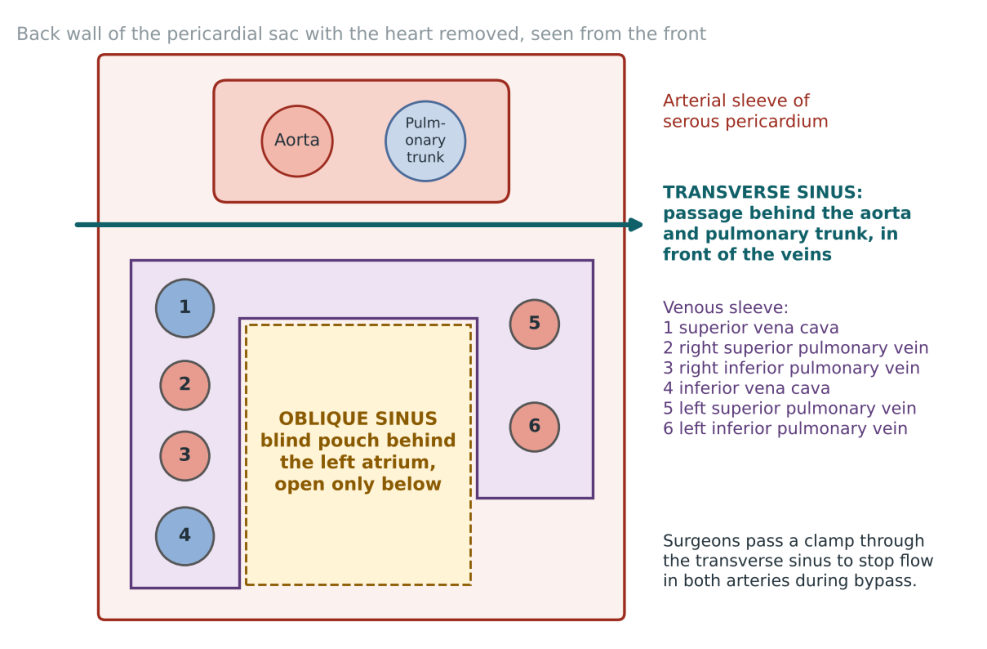 Back wall of the pericardial sac with the heart removed, seen from the front
Aorta
Pulm-
onary
trunk
Arterial sleeve of
serous pericardium
TRANSVERSE SINUS:
passage behind the aorta
and pulmonary trunk, in
front of the veins
1
2
3
4
5
6
OBLIQUE SINUS
blind pouch behind
the left atrium,
open only below
Venous sleeve:
1 superior vena cava
2 right superior pulmonary vein
3 right inferior pulmonary vein
4 inferior vena cava
5 left superior pulmonary vein
6 left inferior pulmonary vein
Surgeons pass a clamp through
the transverse sinus to stop flow
in both arteries during bypass.